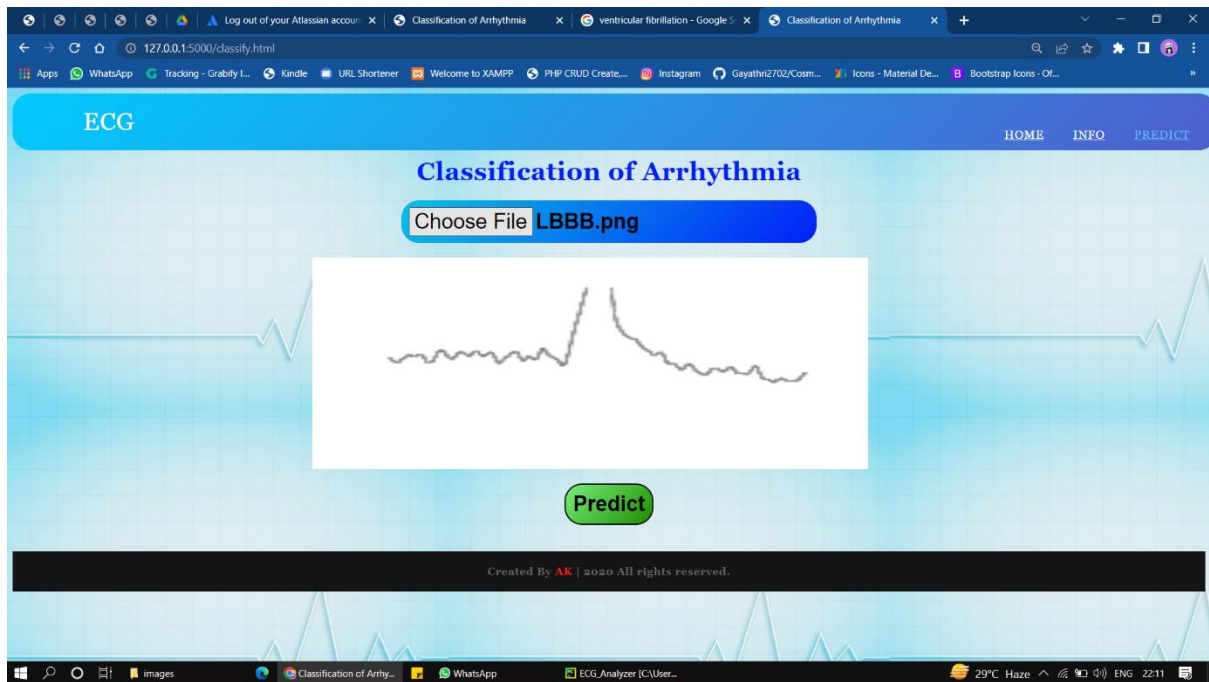 Log out of your Atlassian accoun
Classification of Arrhythmia
ventricular fibrillation - Google S
Classification of Arrhythmia
127.0.0.1:5000/classify.html
Apps WhatsApp Tracking - Grabify I... Kindle URL Shortener Welcome to XAMPP PHP CRUD Create,... Instagram Gayathri2702/Cosm... Icons - Material De... Bootstrap Icons · Of... »
ECG
HOME INFO PREDICT
Classification of Arrhythmia
Choose File LBBB.png
Predict
Created By AK | 2020 All rights reserved.
images Classification of Arrhy... WhatsApp ECG_Analyzer [C:\User... 29°C Haze ENG 22:11